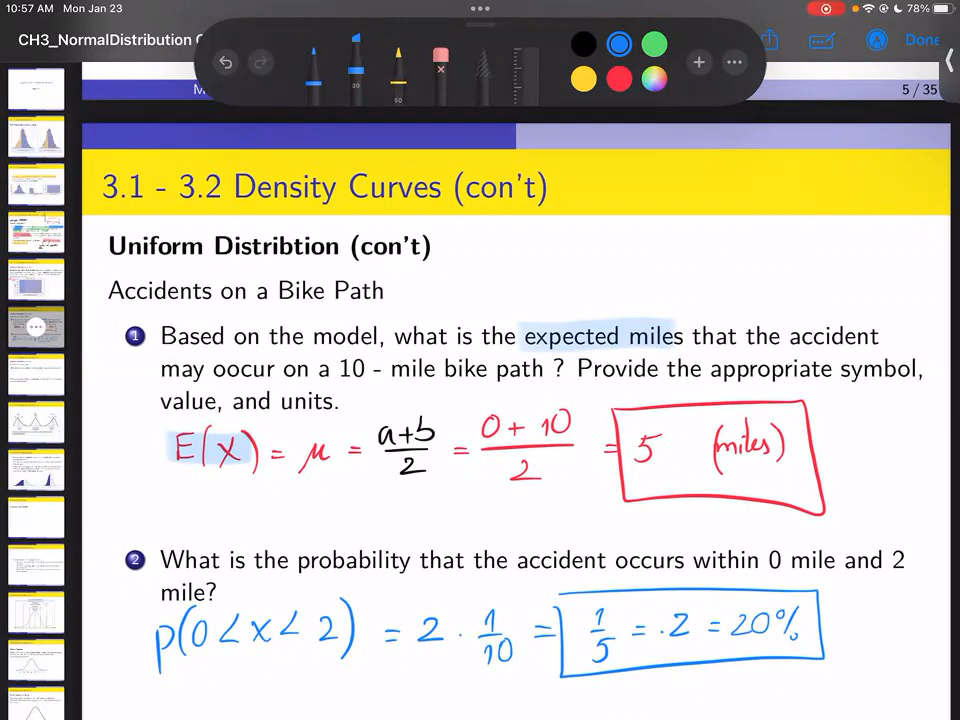 10:57 AM Mon Jan 23
78%
CH3_NormalDistribution
30
50
Done
M
5 / 35
3.1 - 3.2 Density Curves (con't)
Uniform Distribtion (con't)
Accidents on a Bike Path
1 Based on the model, what is the expected miles that the accident
may oocur on a 10 - mile bike path ? Provide the appropriate symbol,
value, and units.
E(X) = μ = a+b/2 = 0+10/2 = 5 (miles)
2 What is the probability that the accident occurs within 0 mile and 2
mile?
P(0<X<2) = 2 · 1/10 = 1/5 = .2 = 20%